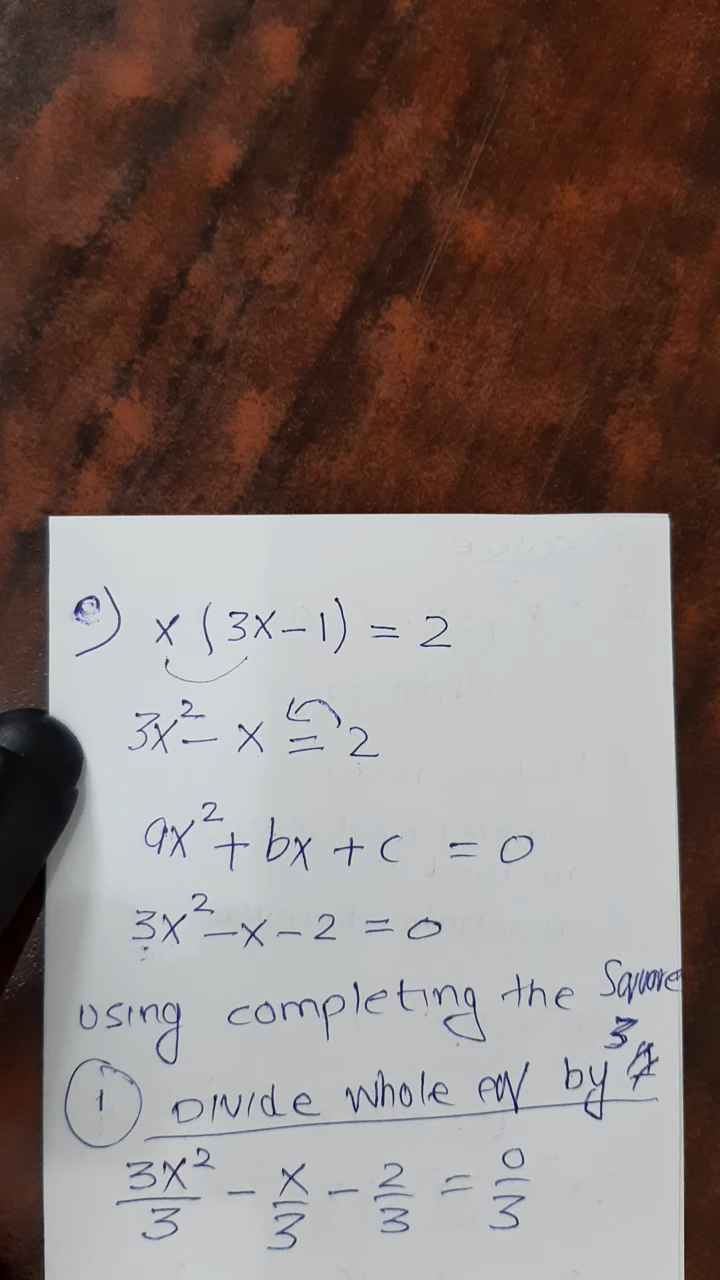 e) x (3x-1) = 2
3x² - x = 2
ax² + bx + c = 0
3x² - x - 2 = 0
using completing the Square
3
1 DIVIde whole eq by
3x²/3 - x/3 - 2/3 = 0/3